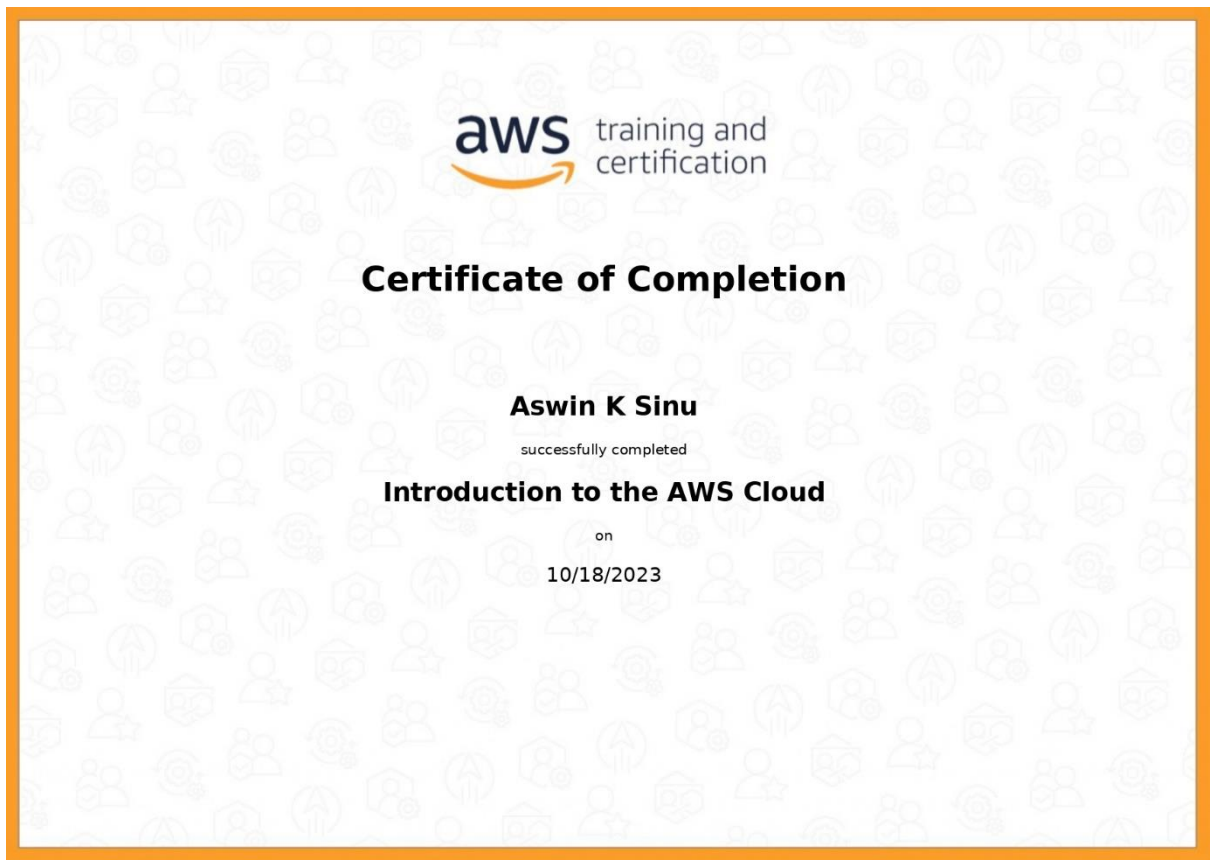 aws training and
certification
Certificate of Completion
Aswin K Sinu
successfully completed
Introduction to the AWS Cloud
on
10/18/2023